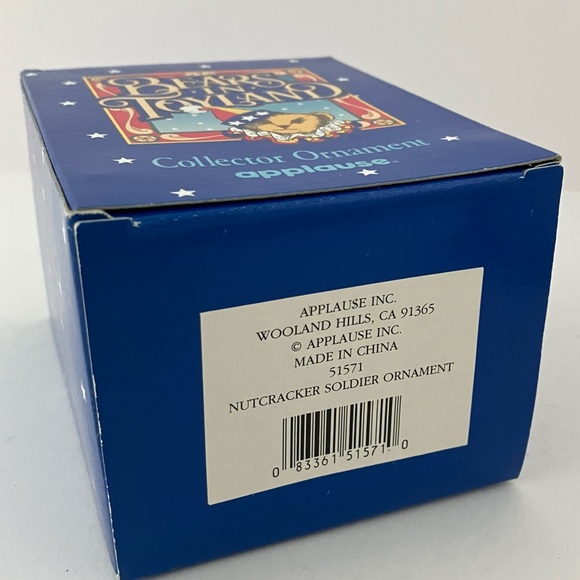 BEARS
IN
TOYLAND
Collector Ornament
applause®
APPLAUSE INC.
WOOLAND HILLS, CA 91365
© APPLAUSE INC.
MADE IN CHINA
51571
NUTCRACKER SOLDIER ORNAMENT
0 83361 51571 0